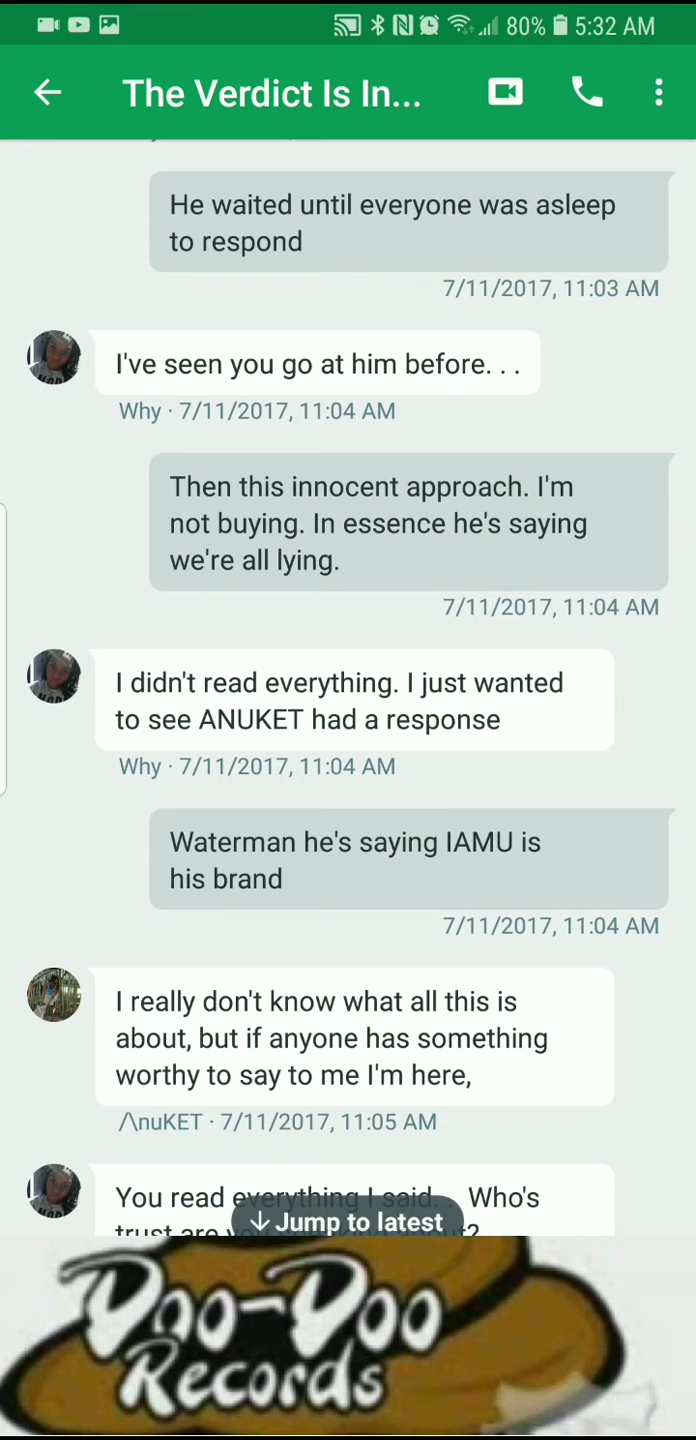 80% 5:32 AM
The Verdict Is In...
He waited until everyone was asleep
to respond
7/11/2017, 11:03 AM
I've seen you go at him before. . .
Why · 7/11/2017, 11:04 AM
Then this innocent approach. I'm
not buying. In essence he's saying
we're all lying.
7/11/2017, 11:04 AM
I didn't read everything. I just wanted
to see ANUKET had a response
Why · 7/11/2017, 11:04 AM
Waterman he's saying IAMU is
his brand
7/11/2017, 11:04 AM
I really don't know what all this is
about, but if anyone has something
worthy to say to me I'm here,
/\nuKET · 7/11/2017, 11:05 AM
You read everything I said. . Who's
trust are you
↓ Jump to latest
Doo-Doo
Records